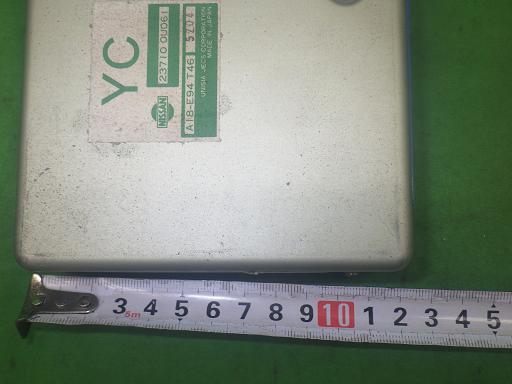 YC
NISSAN
23710 0U061
A18-E94 T46
5704
UNISIA JECS CORPORATION
MADE IN JAPAN
3 4 5 6 7 8 9 10 1 2 3 4 5
5m